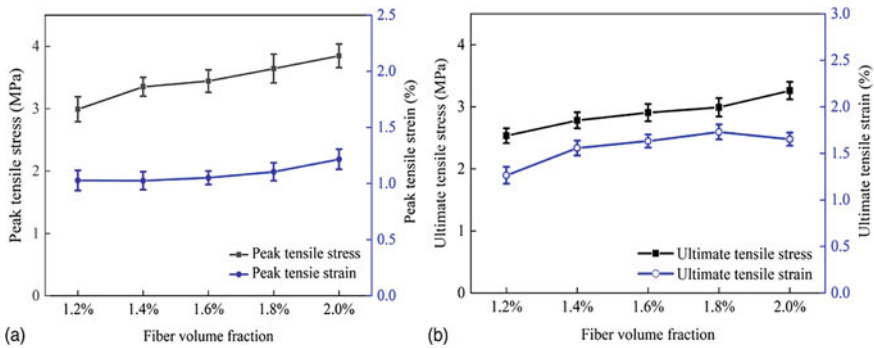 Peak tensile stress (MPa)
4
3
2
1
0
Peak tensile stress
Peak tensie strain
1.2% 1.4% 1.6% 1.8% 2.0%
Fiber volume fraction
2.5
2.0
1.5
1.0
0.5
0.0
Peak tensile strein (%)
(a)
Ultimate tensile stress (MPa)
4
3
2
1
0
Ultimate tensile stress
Ultimate tensile strain
1.2% 1.4% 1.6% 1.8% 2.0%
Fiber volume fraction
3.0
2.5
2.0
1.5
1.0
0.5
0.0
Ultimate tensile strain (%)
(b)